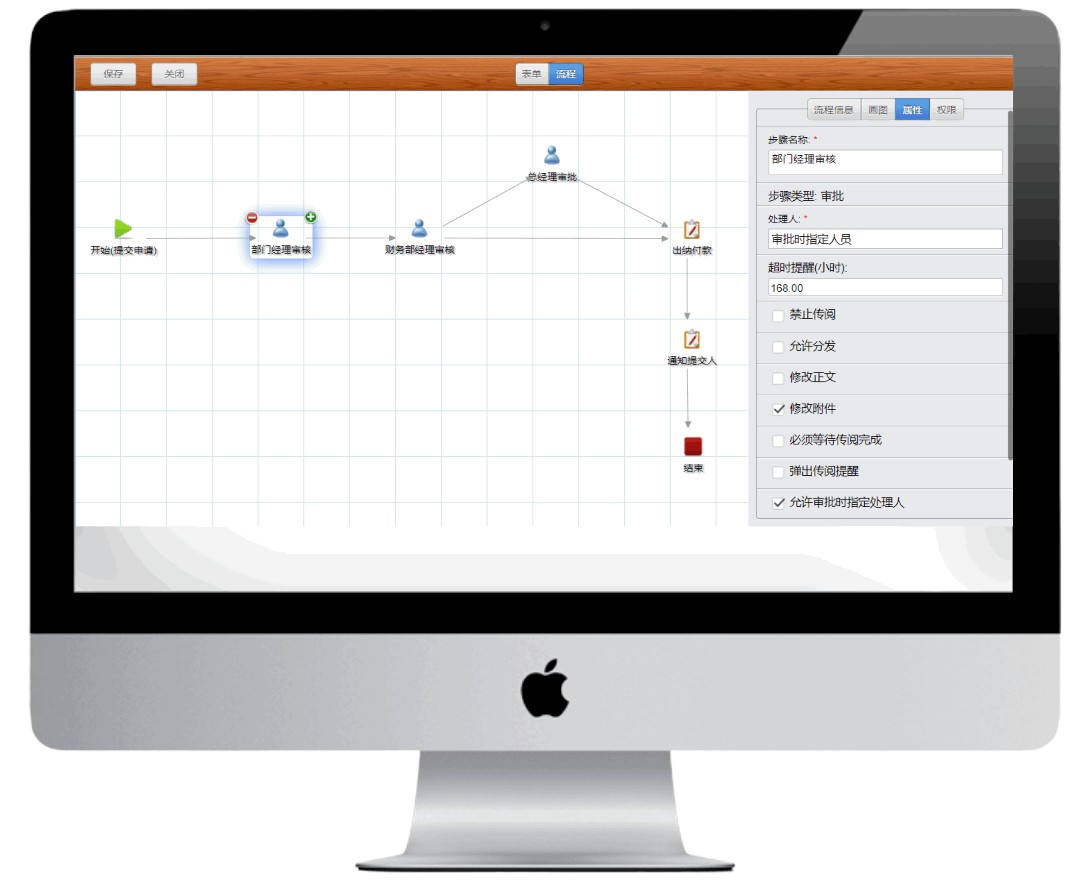 保存
关闭
表单
流程
流程信息
画图
属性
权限
步骤名称: *
部门经理审核
步骤类型: 审批
处理人: *
审批时指定人员
超时提醒(小时):
168.00
禁止传阅
允许分发
修改正文
修改附件
必须等待传阅完成
弹出传阅提醒
允许审批时指定处理人
总经理审批
开始(提交申请)
部门经理审核
财务部经理审核
出纳付款
通知提交人
结束